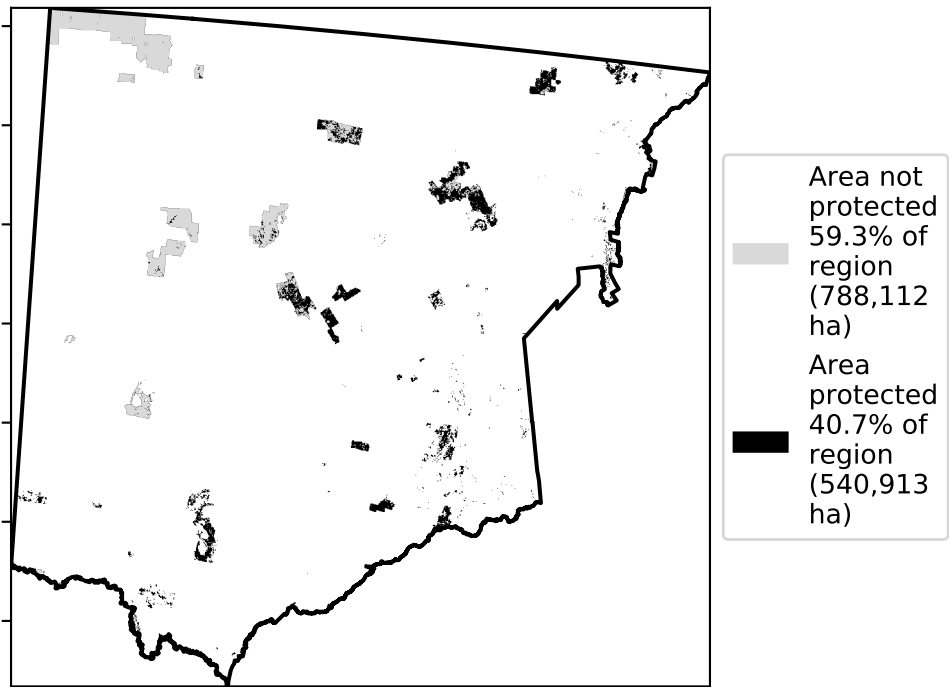 Area not
protected
59.3% of
region
(788,112
ha)
Area
protected
40.7% of
region
(540,913
ha)